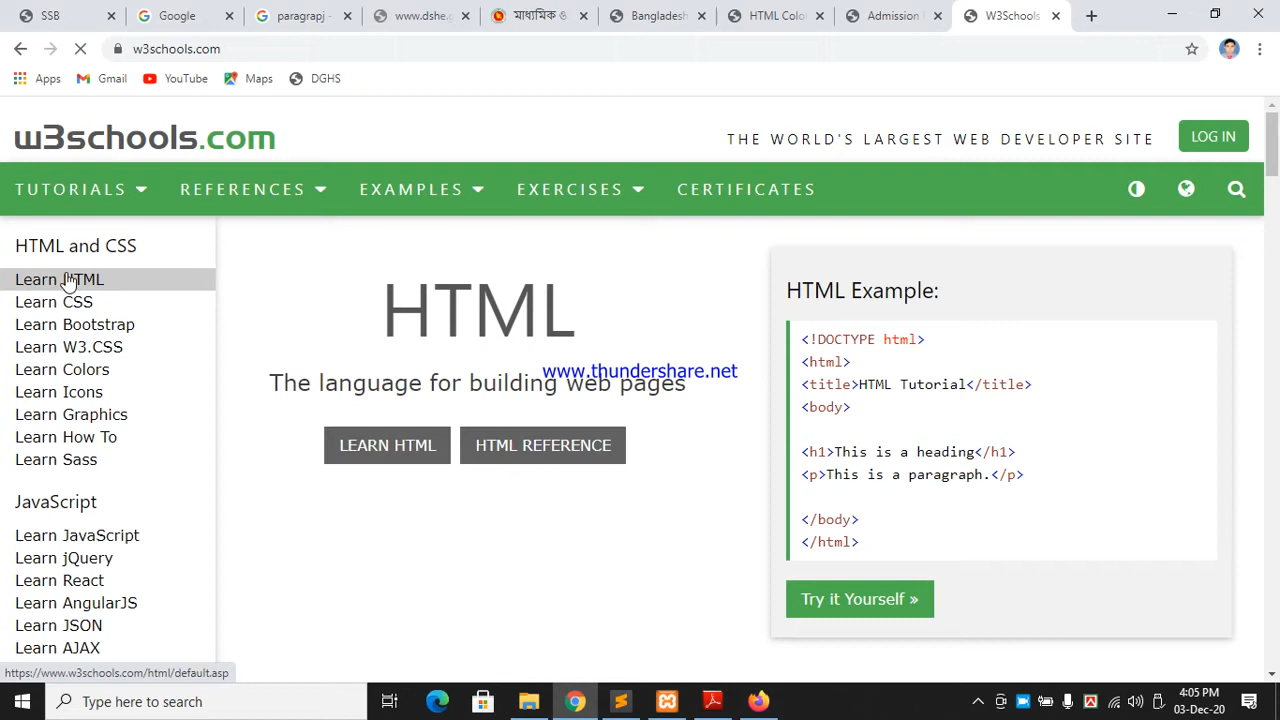 SSB
Google
paragrapj -
www.dshe.g
মাধ্যমিক ও
Bangladesh
HTML Colo
Admission
W3Schools
w3schools.com
Apps
Gmail
YouTube
Maps
DGHS
w3schools.com
THE WORLD'S LARGEST WEB DEVELOPER SITE
LOG IN
TUTORIALS
REFERENCES
EXAMPLES
EXERCISES
CERTIFICATES
HTML and CSS
Learn HTML
Learn CSS
Learn Bootstrap
Learn W3.CSS
Learn Colors
Learn Icons
Learn Graphics
Learn How To
Learn Sass
JavaScript
Learn JavaScript
Learn jQuery
Learn React
Learn AngularJS
Learn JSON
Learn AJAX
HTML
www.thundershare.net
The language for building web pages
LEARN HTML
HTML REFERENCE
HTML Example:
<!DOCTYPE html>
<html>
<title>HTML Tutorial</title>
<body>
<h1>This is a heading</h1>
<p>This is a paragraph.</p>
</body>
</html>
Try it Yourself »
https://www.w3schools.com/html/default.asp
Type here to search
4:05 PM
03-Dec-20